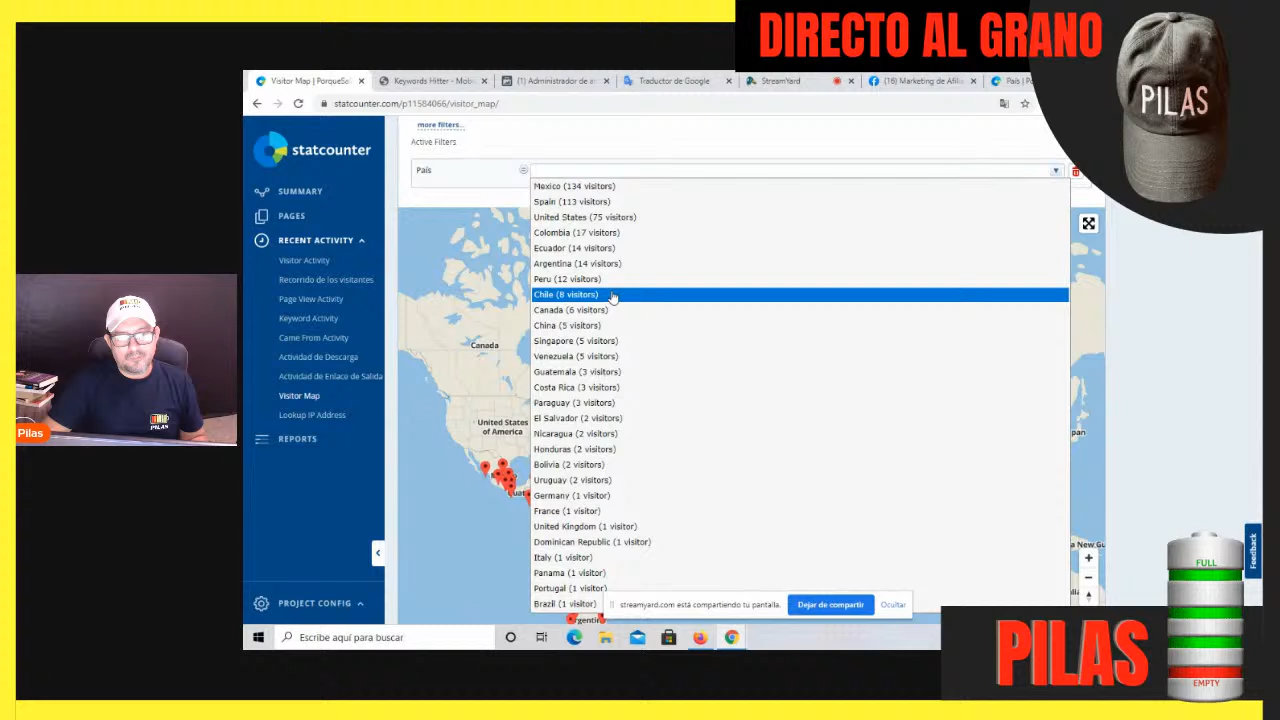 DIRECTO AL GRANO
PILAS
Visitor Map | PorqueSe
Keywords Hitter - Mob
(1) Administrador de a
Traductor de Google
StreamYard
(16) Marketing de Afili
País | P
statcounter.com/p11584066/visitor_map/
statcounter
SUMMARY
PAGES
RECENT ACTIVITY
Visitor Activity
Recorrido de los visitantes
Page View Activity
Keyword Activity
Came From Activity
Actividad de Descarga
Actividad de Enlace de Salida
Visitor Map
Lookup IP Address
REPORTS
PROJECT CONFIG
more filters...
Active Filters
País
Mexico (134 visitors)
Spain (113 visitors)
United States (75 visitors)
Colombia (17 visitors)
Ecuador (14 visitors)
Argentina (14 visitors)
Peru (12 visitors)
Chile (8 visitors)
Canada (6 visitors)
China (5 visitors)
Singapore (5 visitors)
Venezuela (5 visitors)
Guatemala (3 visitors)
Costa Rica (3 visitors)
Paraguay (3 visitors)
El Salvador (2 visitors)
Nicaragua (2 visitors)
Honduras (2 visitors)
Bolivia (2 visitors)
Uruguay (2 visitors)
Germany (1 visitor)
France (1 visitor)
United Kingdom (1 visitor)
Dominican Republic (1 visitor)
Italy (1 visitor)
Panama (1 visitor)
Portugal (1 visitor)
Brazil (1 visitor)
Canada
United States
of America
streamyard.com está compartiendo tu pantalla.
Dejar de compartir
Ocultar
Feedback
Escribe aquí para buscar
Pilas
PILAS
PILAS
FULL
EMPTY